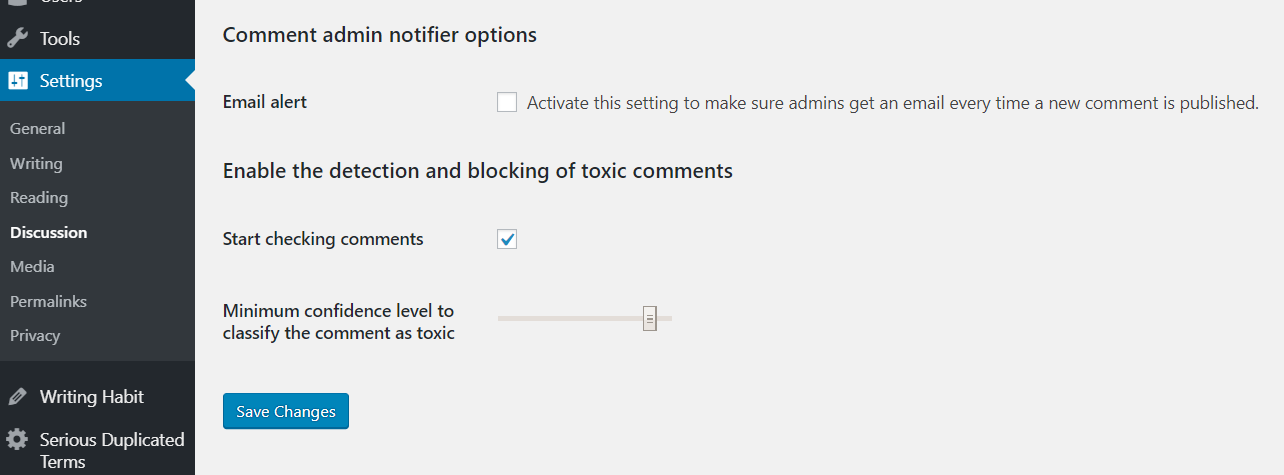 Users
Tools
Settings
General
Writing
Reading
Discussion
Media
Permalinks
Privacy
Writing Habit
Serious Duplicated
Terms
Comment admin notifier options
Email alert
Activate this setting to make sure admins get an email every time a new comment is published.
Enable the detection and blocking of toxic comments
Start checking comments
Minimum confidence level to
classify the comment as toxic
Save Changes